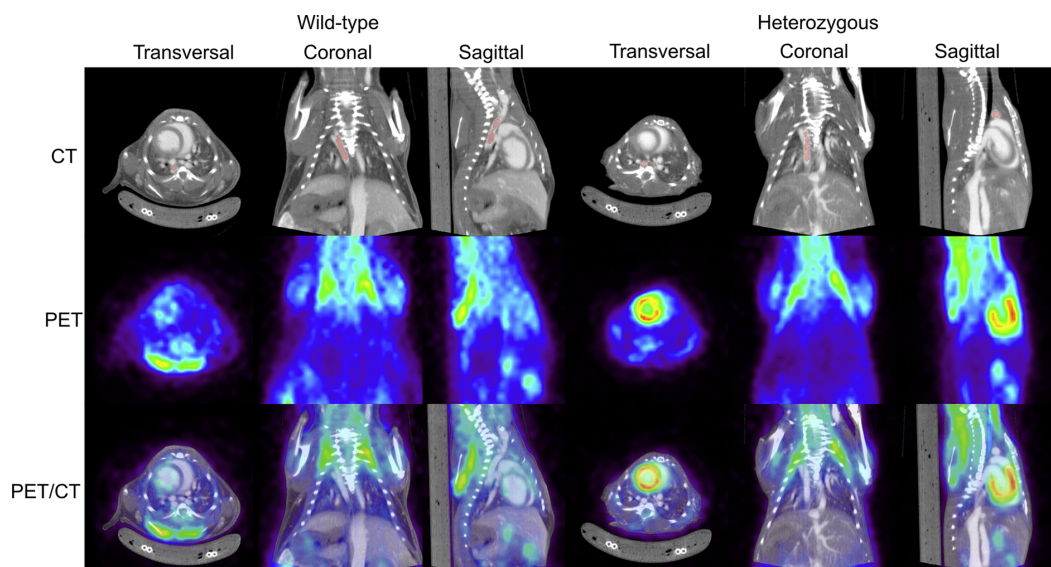 Wild-type Heterozygous
Transversal Coronal Sagittal Transversal Coronal Sagittal
CT
PET
PET/CT